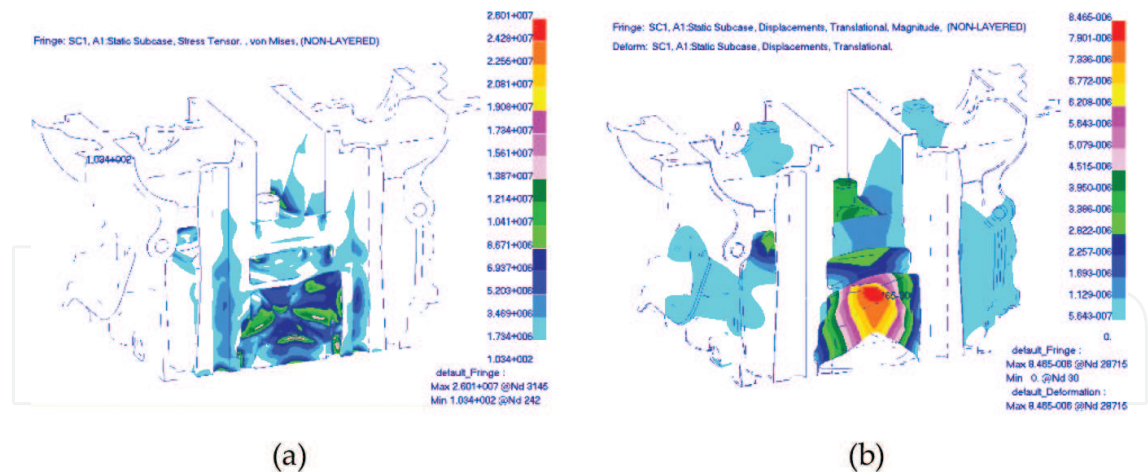 Fringe: SC1, A1:Static Subcase, Stress Tensor. , von Mises, (NON-LAYERED)
2.601+007
2.428+007
2.255+007
2.081+007
1.908+007
1.734+007
1.561+007
1.387+007
1.214+007
1.041+007
8.671+006
6.937+006
5.203+006
3.469+006
1.734+006
1.034+002
1.034+002
default_Fringe :
Max 2.601+007 @Nd 3145
Min 1.034+002 @Nd 242
(a)
Fringe: SC1, A1:Static Subcase, Displacements, Translational, Magnitude, (NON-LAYERED)
Deform: SC1, A1:Static Subcase, Displacements, Translational,
8.465-006
7.901-006
7.336-006
6.772-006
6.208-006
5.643-006
5.079-006
4.515-006
3.950-006
3.386-006
2.822-006
2.257-006
1.693-006
1.129-006
5.643-007
0.
0.
default_Fringe :
Max 8.465-006 @Nd 29715
Min 0. @Nd 30
default_Deformation :
Max 8.465-006 @Nd 29715
(b)